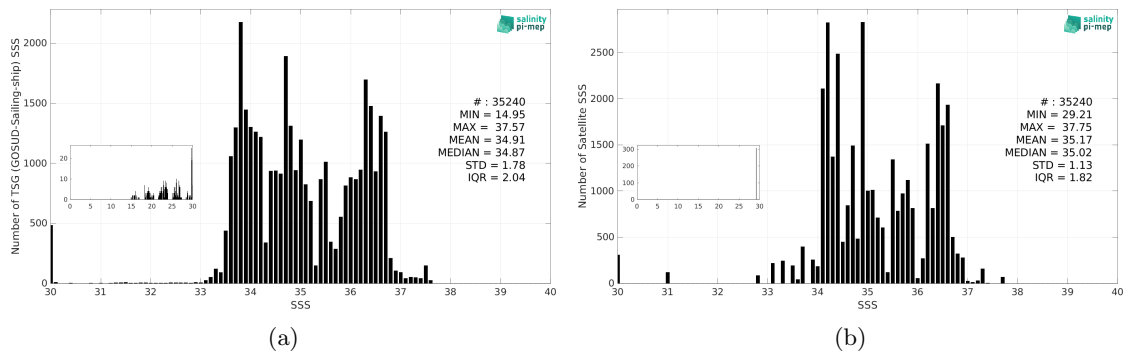 salinity
pi-mep
Number of TSG (GOSUD-Sailing-ship) SSS
2000
1500
1000
500
0
# : 35240
MIN = 14.95
MAX = 37.57
MEAN = 34.91
MEDIAN = 34.87
STD = 1.78
IQR = 2.04
20
10
0
0 5 10 15 20 25 30
30 31 32 33 34 35 36 37 38 39 40
SSS
(a)
salinity
pi-mep
Number of Satellite SSS
2500
2000
1500
1000
500
0
# : 35240
MIN = 29.21
MAX = 37.75
MEAN = 35.17
MEDIAN = 35.02
STD = 1.13
IQR = 1.82
300
200
100
0
0 5 10 15 20 25 30
30 31 32 33 34 35 36 37 38 39 40
SSS
(b)